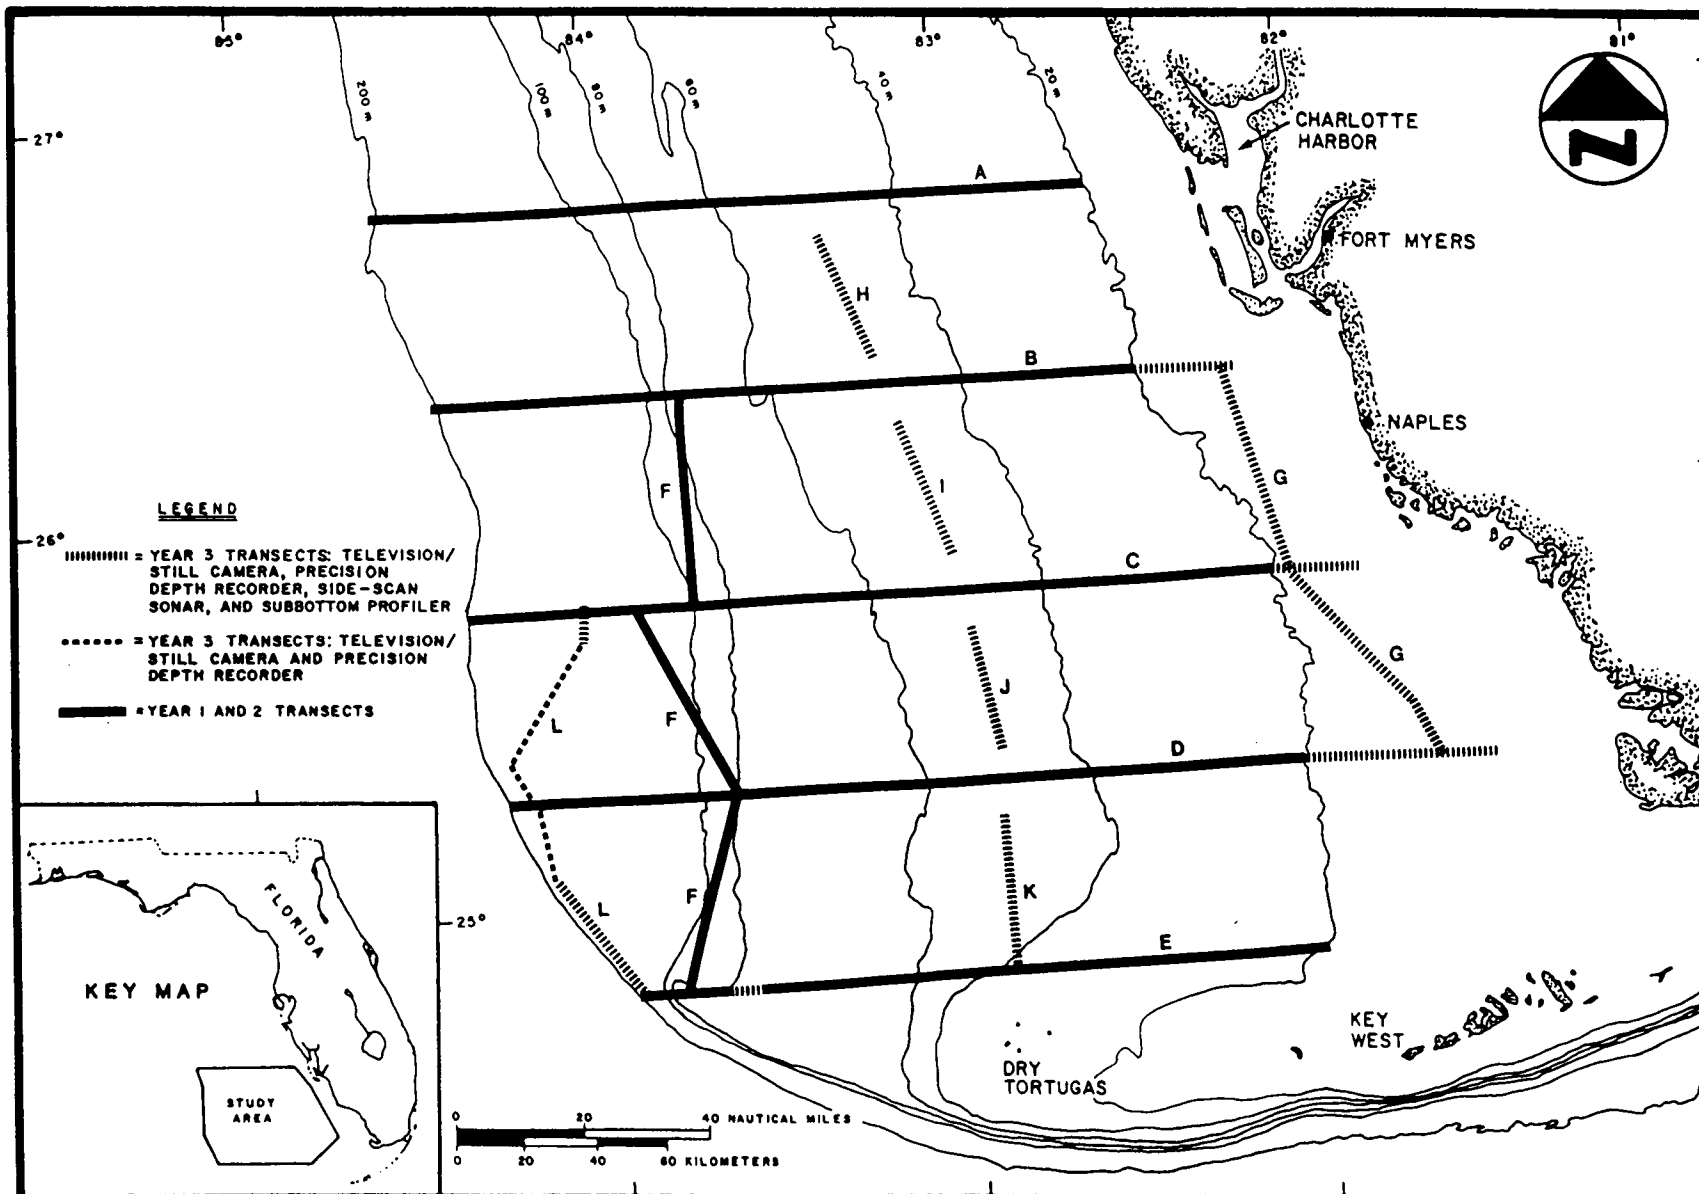 85°
84°
83°
82°
81°
200 m
100 m
80 m
60 m
40 m
20 m
27°
CHARLOTTE
HARBOR
N
A
FORT MYERS
H
B
NAPLES
F
I
G
LEGEND
26°
= YEAR 3 TRANSECTS: TELEVISION/
STILL CAMERA, PRECISION
DEPTH RECORDER, SIDE-SCAN
SONAR, AND SUBBOTTOM PROFILER
C
= YEAR 3 TRANSECTS: TELEVISION/
STILL CAMERA AND PRECISION
DEPTH RECORDER
G
J
= YEAR 1 AND 2 TRANSECTS
L
F
D
FLORIDA
F
K
L
25°
E
KEY MAP
KEY
WEST
DRY
TORTUGAS
STUDY
AREA
0 20 40 NAUTICAL MILES
0 20 40 60 KILOMETERS